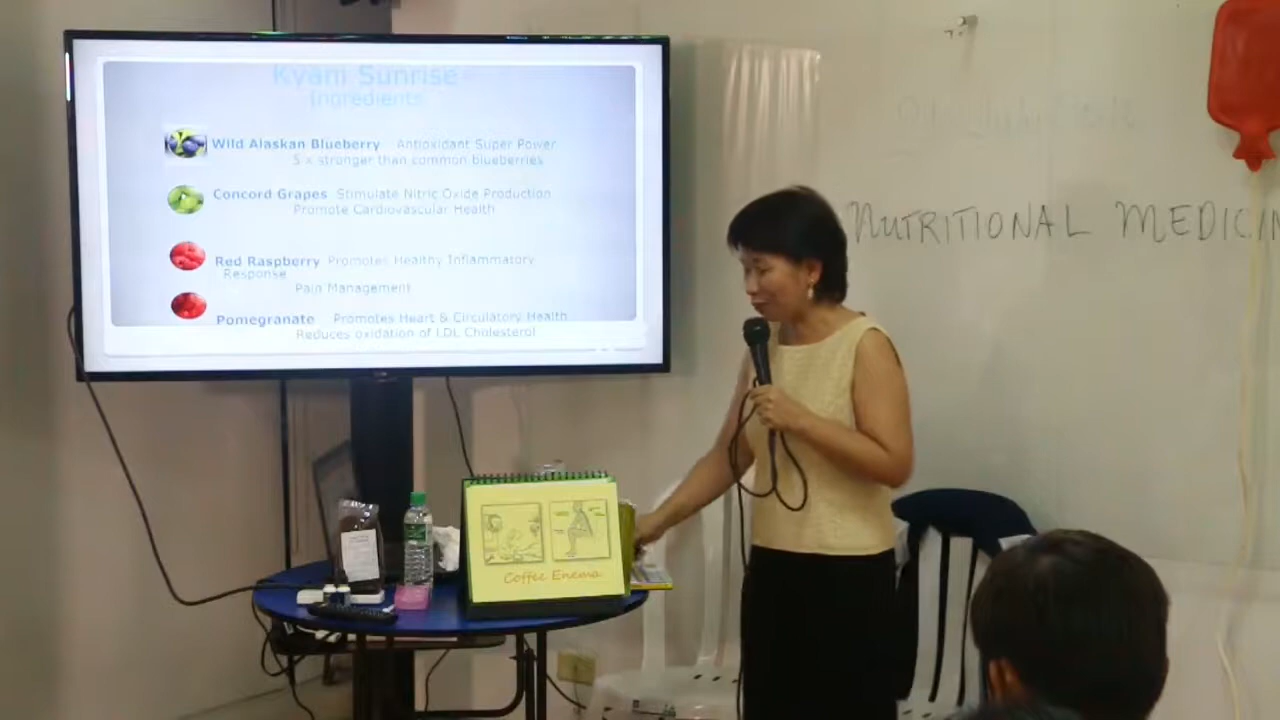 Kyäni Sunrise
Ingredients
Wild Alaskan Blueberry Antioxidant Super Power
5 x stronger than common blueberries
Concord Grapes Stimulate Nitric Oxide Production
Promote Cardiovascular Health
Red Raspberry Promotes Healthy Inflammatory
Response
Pain Management
Pomegranate Promotes Heart & Circulatory Health
Reduces oxidation of LDL Cholesterol
NUTRITIONAL MEDICIN
Coffee Enema